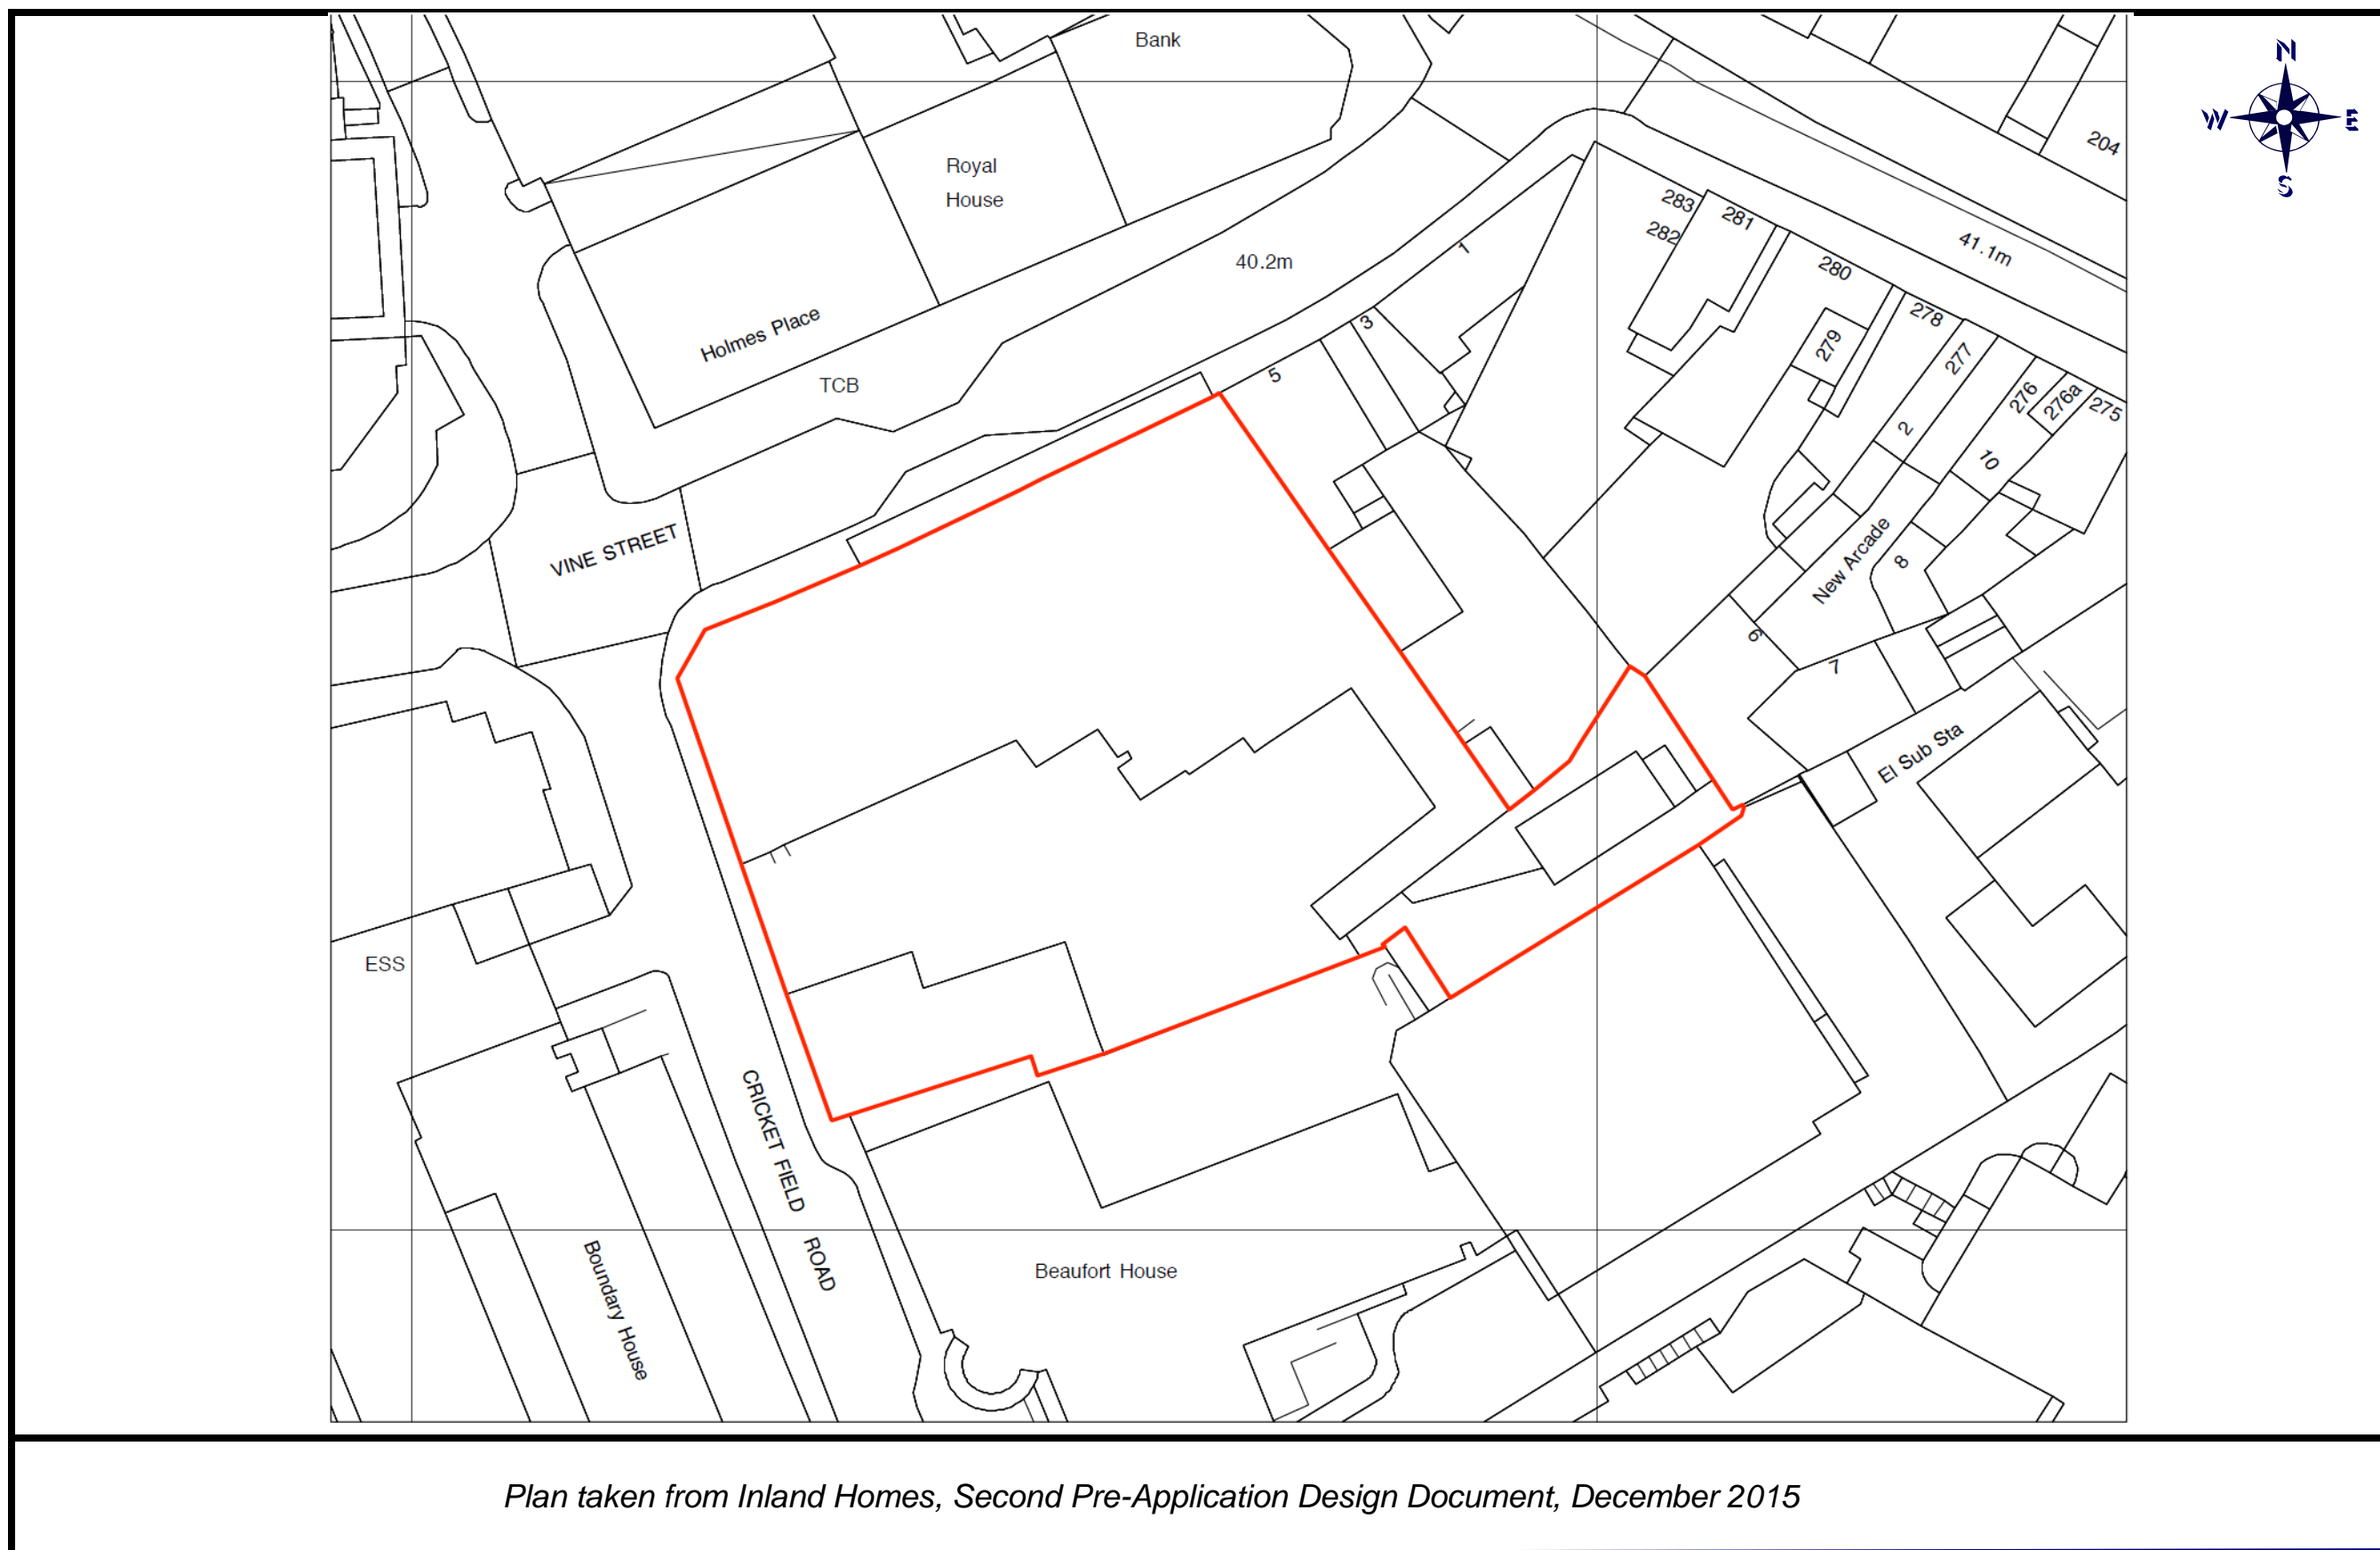 Bank
N
W
E
S
204
Royal
House
283
281
282
1
40.2m
41.1m
280
278
279
277
Holmes Place
3
5
TCB
276
276a
275
2
10
VINE STREET
New Arcade
8
6
7
El Sub Sta
ESS
CRICKET FIELD ROAD
Boundary House
Beaufort House
Plan taken from Inland Homes, Second Pre-Application Design Document, December 2015